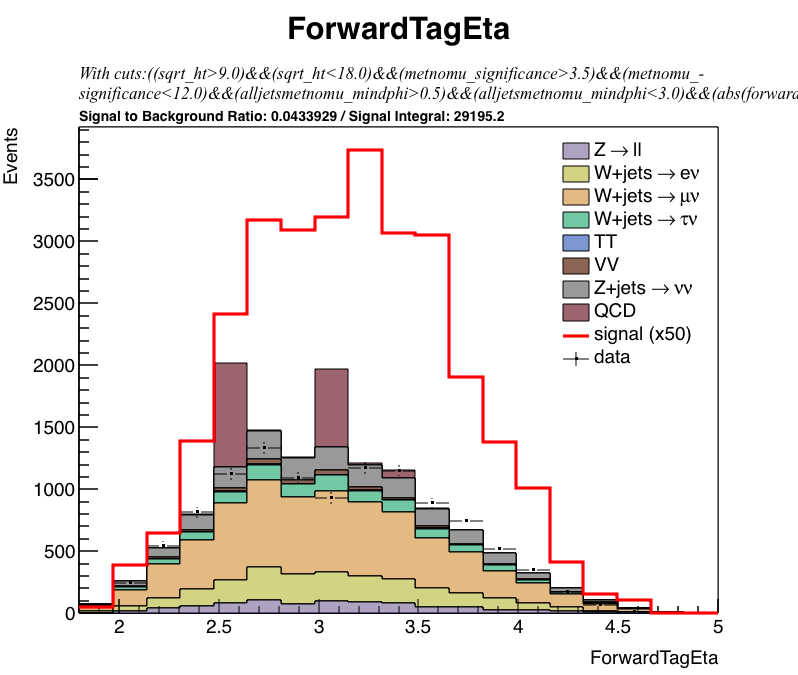 ForwardTagEta
With cuts:((sqrt_ht>9.0)&&(sqrt_ht<18.0)&&(metnomu_significance>3.5)&&(metnomu_-
significance<12.0)&&(alljetsmetnomu_mindphi>0.5)&&(alljetsmetnomu_mindphi<3.0)&&(abs(forward
Signal to Background Ratio: 0.0433929 / Signal Integral: 29195.2
Events
3500
3000
2500
2000
1500
1000
500
0
Z → ll
W+jets → eν
W+jets → μν
W+jets → τν
TT
VV
Z+jets → νν
QCD
signal (x50)
data
2 2.5 3 3.5 4 4.5 5
ForwardTagEta